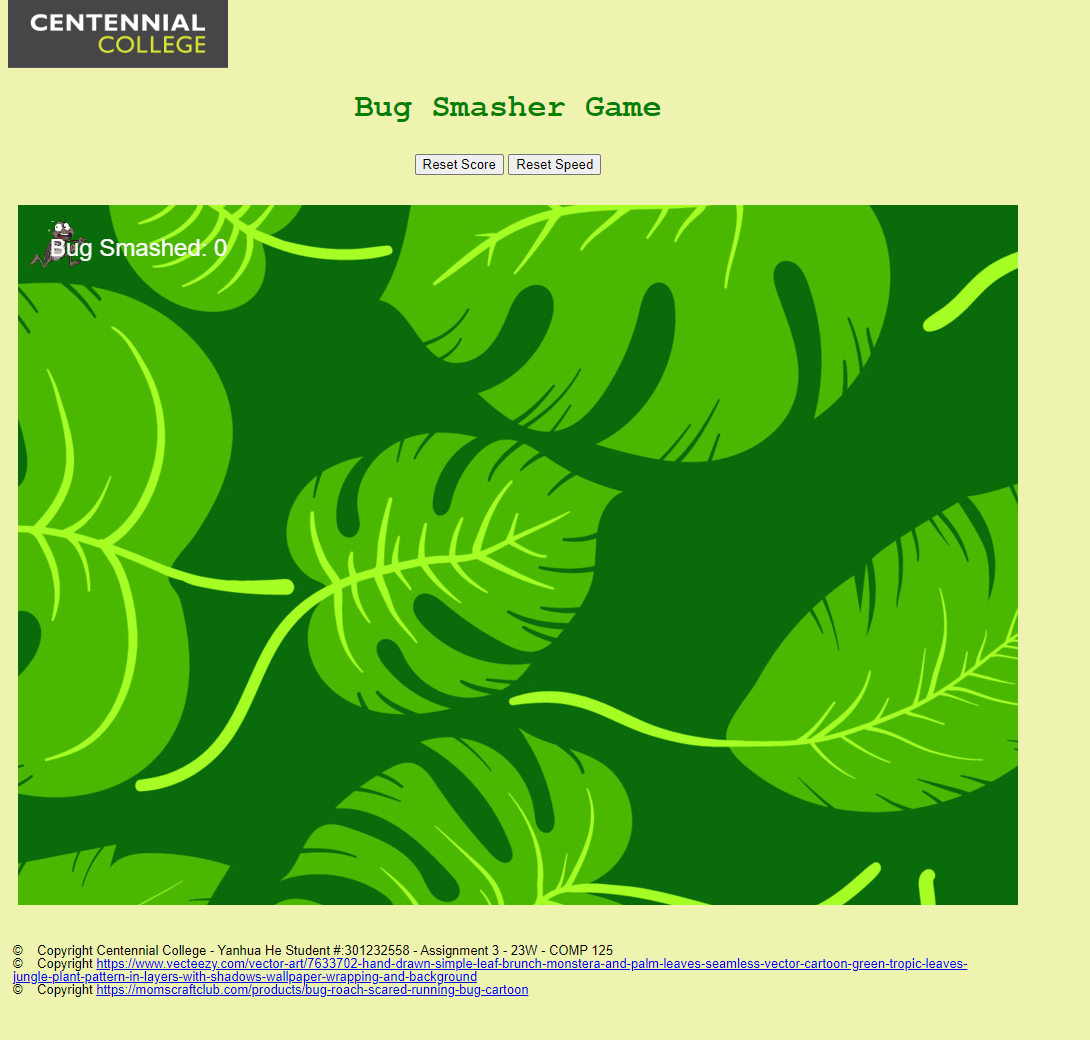 CENTENNIAL
COLLEGE
Bug Smasher Game
Reset Score Reset Speed
Bug Smashed: 0
© Copyright Centennial College - Yanhua He Student #:301232558 - Assignment 3 - 23W - COMP 125
© Copyright https://www.vecteezy.com/vector-art/7633702-hand-drawn-simple-leaf-brunch-monstera-and-palm-leaves-seamless-vector-cartoon-green-tropic-leaves-
jungle-plant-pattern-in-layers-with-shadows-wallpaper-wrapping-and-background
© Copyright https://momscraftclub.com/products/bug-roach-scared-running-bug-cartoon